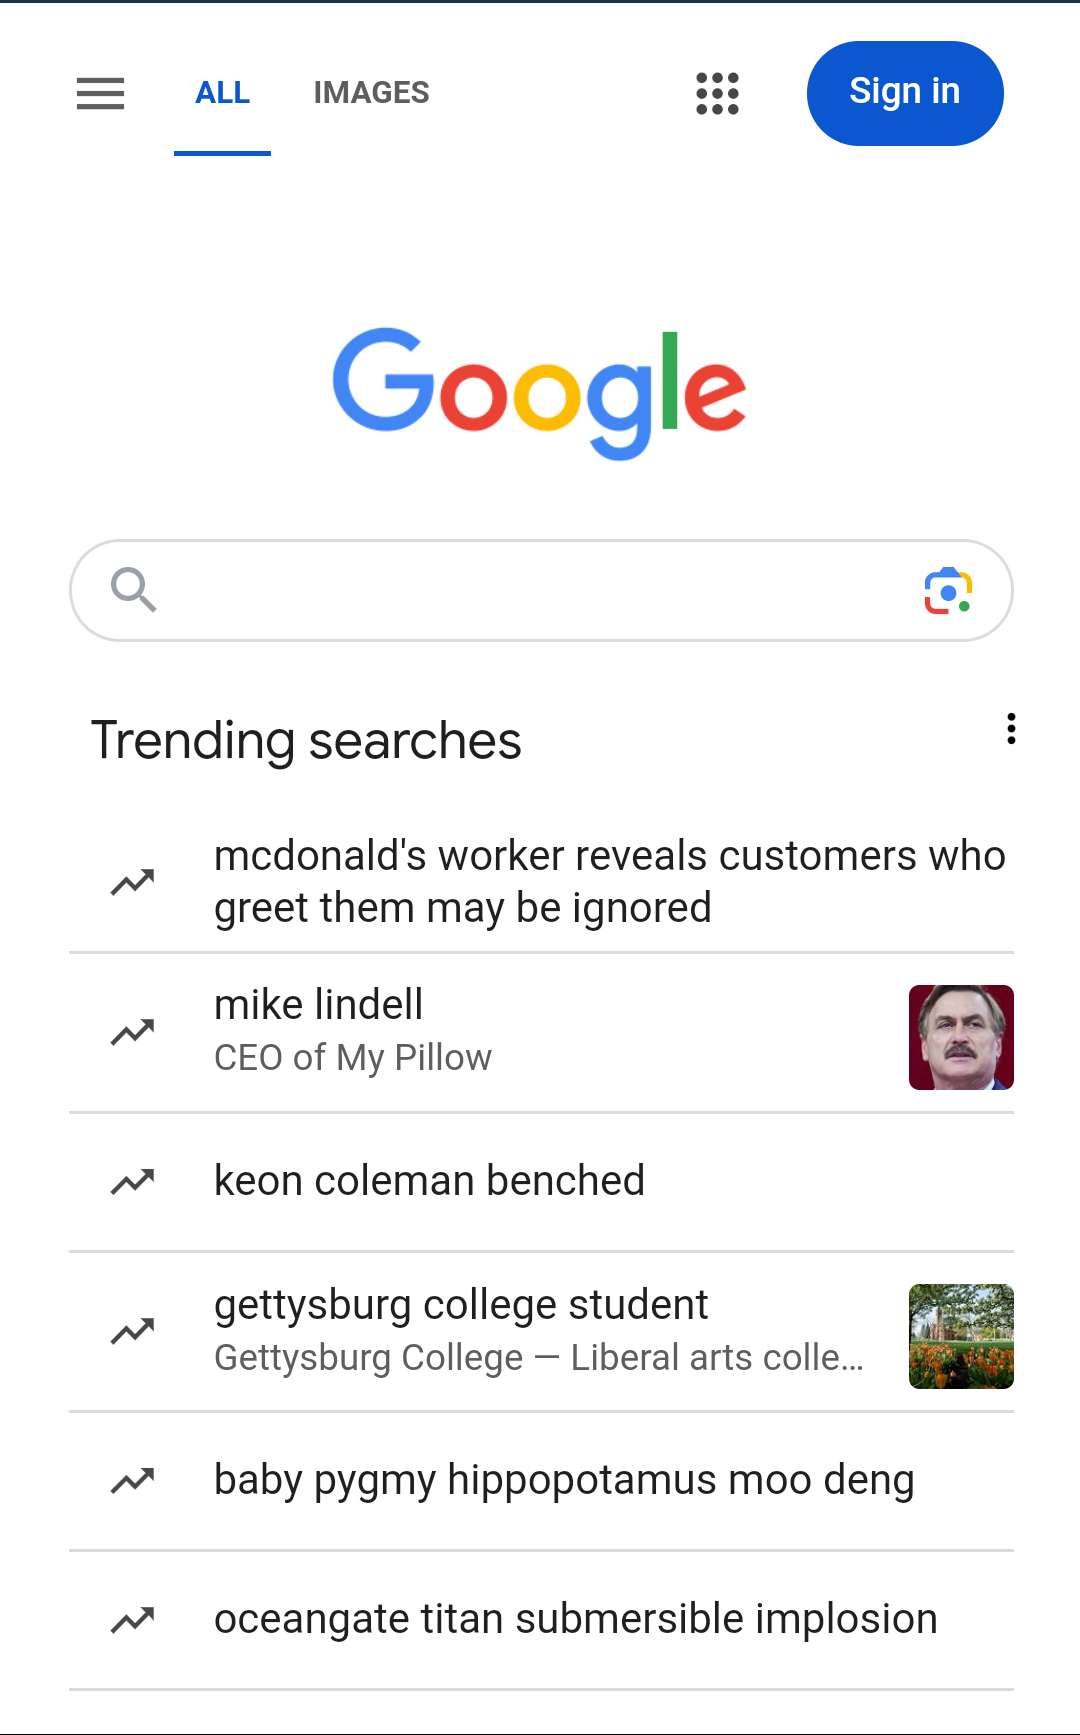 ALL IMAGES Sign in
Google
Trending searches
mcdonald's worker reveals customers who
greet them may be ignored
mike lindell
CEO of My Pillow
keon coleman benched
gettysburg college student
Gettysburg College — Liberal arts colle...
baby pygmy hippopotamus moo deng
oceangate titan submersible implosion